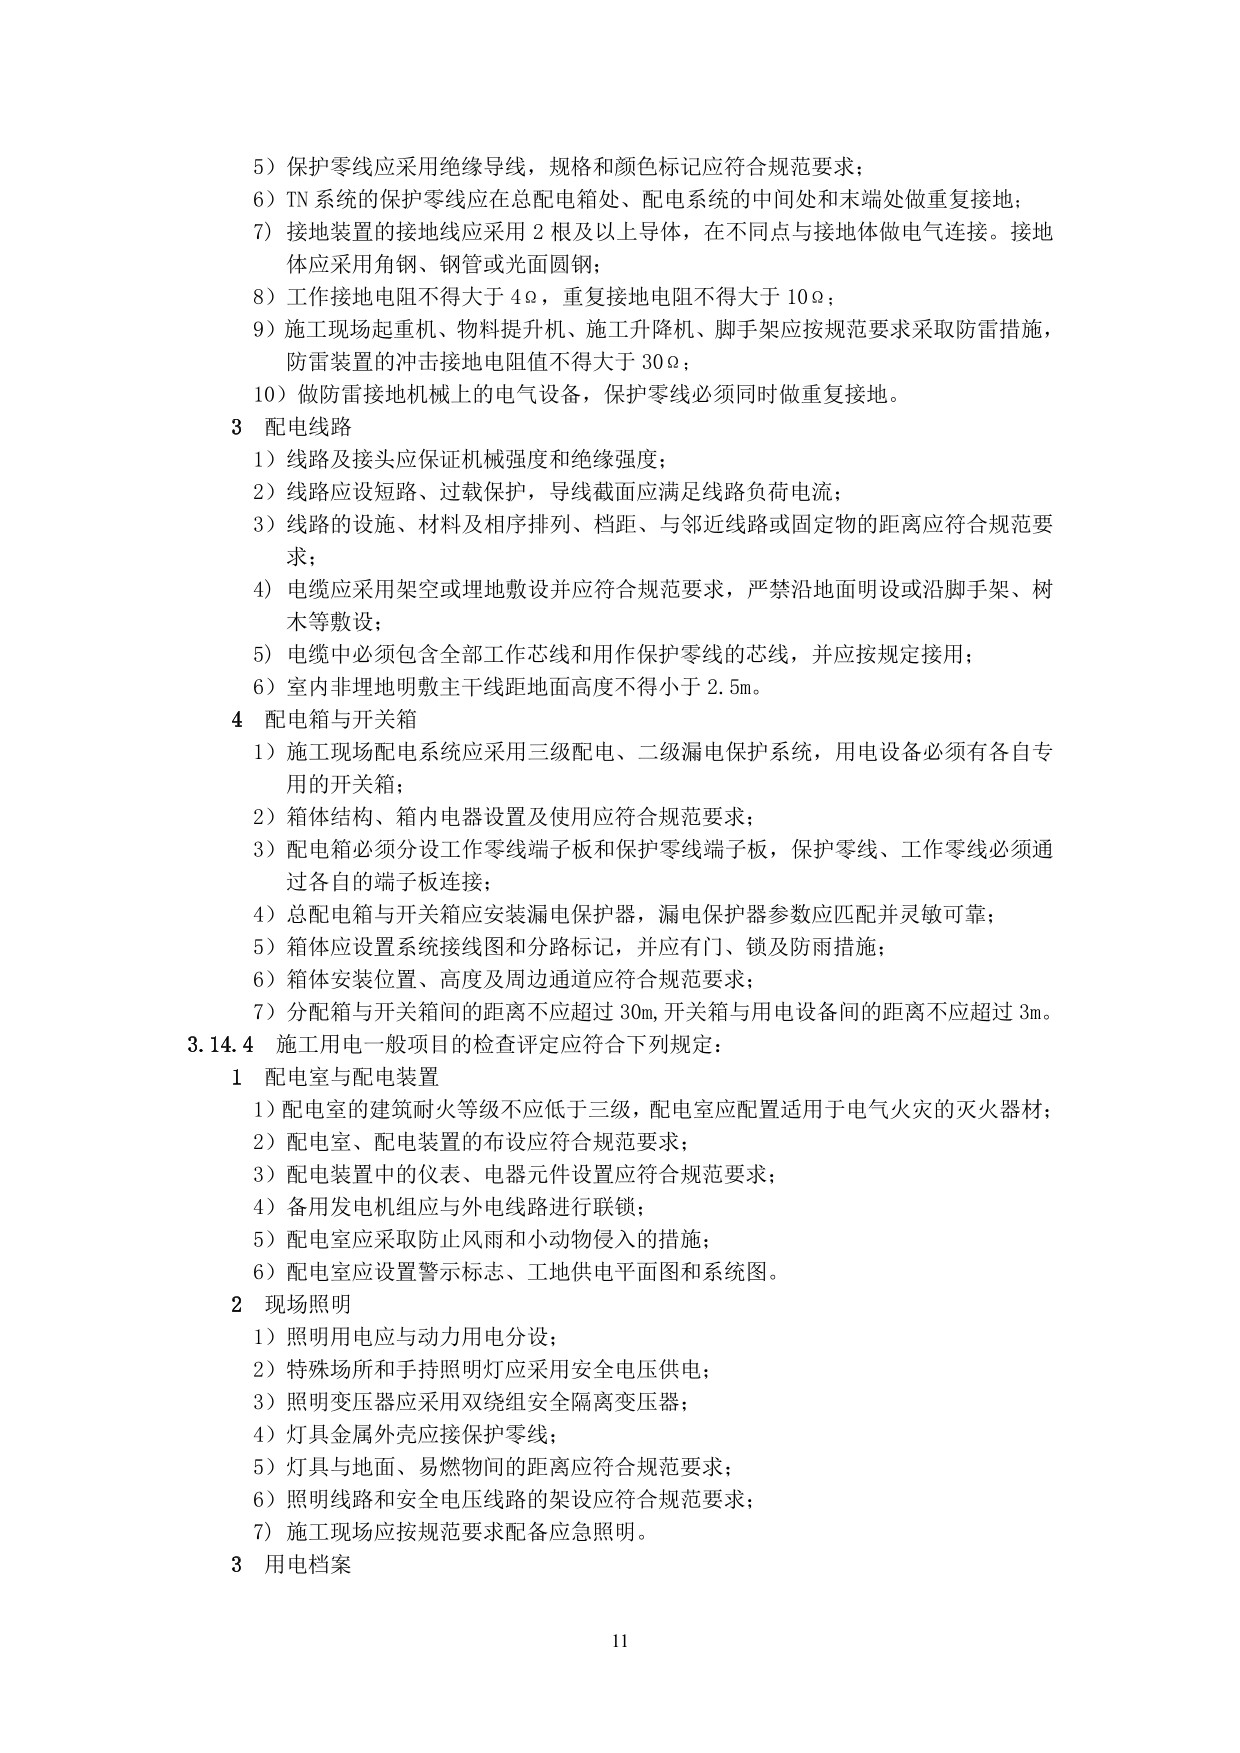 5）保护零线应采用绝缘导线，规格和颜色标记应符合规范要求；
6）TN 系统的保护零线应在总配电箱处、配电系统的中间处和末端处做重复接地；
7）接地装置的接地线应采用 2 根及以上导体，在不同点与接地体做电气连接。接地
体应采用角钢、钢管或光面圆钢；
8）工作接地电阻不得大于 4Ω，重复接地电阻不得大于 10Ω；
9）施工现场起重机、物料提升机、施工升降机、脚手架应按规范要求采取防雷措施，
防雷装置的冲击接地电阻值不得大于 30Ω；
10）做防雷接地机械上的电气设备，保护零线必须同时做重复接地。
3 配电线路
1）线路及接头应保证机械强度和绝缘强度；
2）线路应设短路、过载保护，导线截面应满足线路负荷电流；
3）线路的设施、材料及相序排列、档距、与邻近线路或固定物的距离应符合规范要
求；
4）电缆应采用架空或埋地敷设并应符合规范要求，严禁沿地面明设或沿脚手架、树
木等敷设；
5）电缆中必须包含全部工作芯线和用作保护零线的芯线，并应按规定接用；
6）室内非埋地明敷主干线距地面高度不得小于 2.5m。
4 配电箱与开关箱
1）施工现场配电系统应采用三级配电、二级漏电保护系统，用电设备必须有各自专
用的开关箱；
2）箱体结构、箱内电器设置及使用应符合规范要求；
3）配电箱必须分设工作零线端子板和保护零线端子板，保护零线、工作零线必须通
过各自的端子板连接；
4）总配电箱与开关箱应安装漏电保护器，漏电保护器参数应匹配并灵敏可靠；
5）箱体应设置系统接线图和分路标记，并应有门、锁及防雨措施；
6）箱体安装位置、高度及周边通道应符合规范要求；
7）分配箱与开关箱间的距离不应超过 30m,开关箱与用电设备间的距离不应超过 3m。
3.14.4 施工用电一般项目的检查评定应符合下列规定：
1 配电室与配电装置
1）配电室的建筑耐火等级不应低于三级，配电室应配置适用于电气火灾的灭火器材；
2）配电室、配电装置的布设应符合规范要求；
3）配电装置中的仪表、电器元件设置应符合规范要求；
4）备用发电机组应与外电线路进行联锁；
5）配电室应采取防止风雨和小动物侵入的措施；
6）配电室应设置警示标志、工地供电平面图和系统图。
2 现场照明
1）照明用电应与动力用电分设；
2）特殊场所和手持照明灯应采用安全电压供电；
3）照明变压器应采用双绕组安全隔离变压器；
4）灯具金属外壳应接保护零线；
5）灯具与地面、易燃物间的距离应符合规范要求；
6）照明线路和安全电压线路的架设应符合规范要求；
7）施工现场应按规范要求配备应急照明。
3 用电档案
11